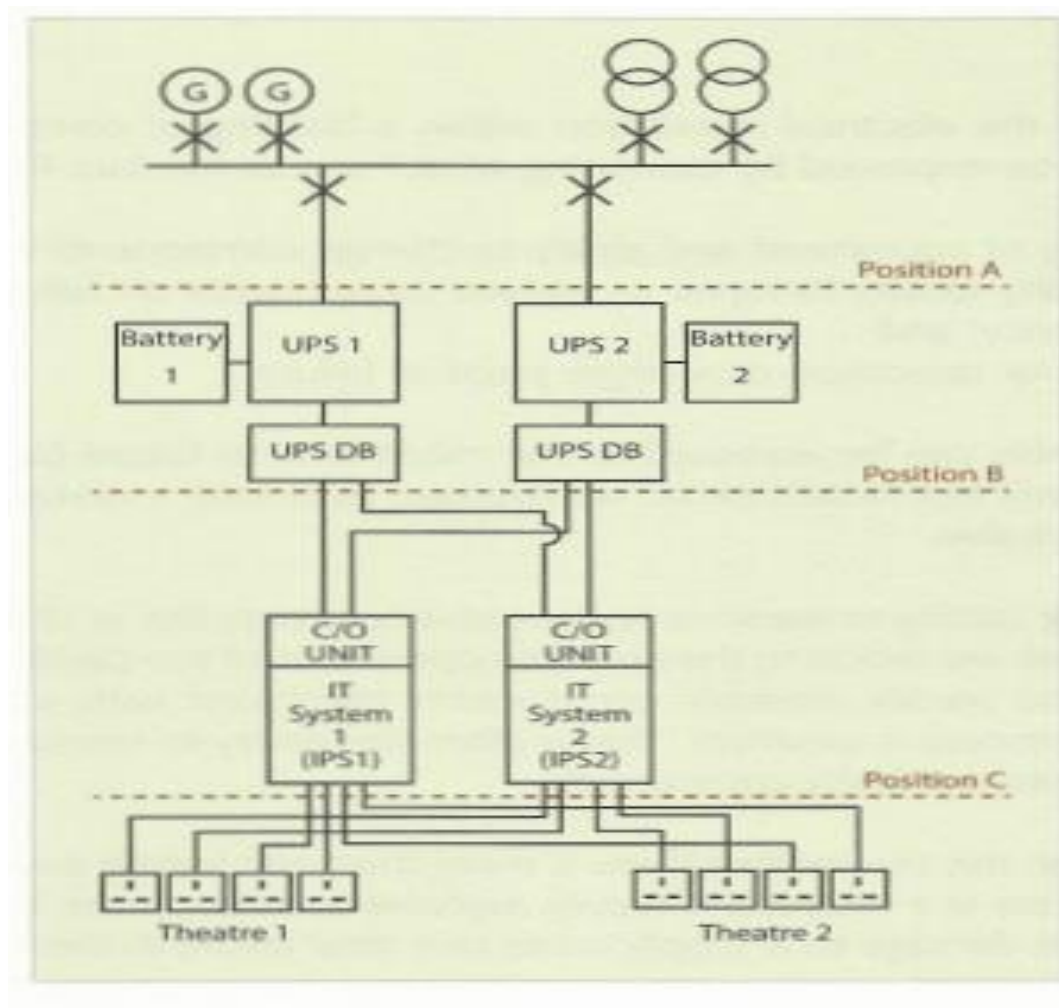 G G
Position A
Battery
1
UPS 1
UPS 2
Battery
2
UPS DB
UPS DB
Position B
C/O
UNIT
IT
System
1
(IPS1)
C/O
UNIT
IT
System
2
(IPS2)
Position C
Theatre 1
Theatre 2